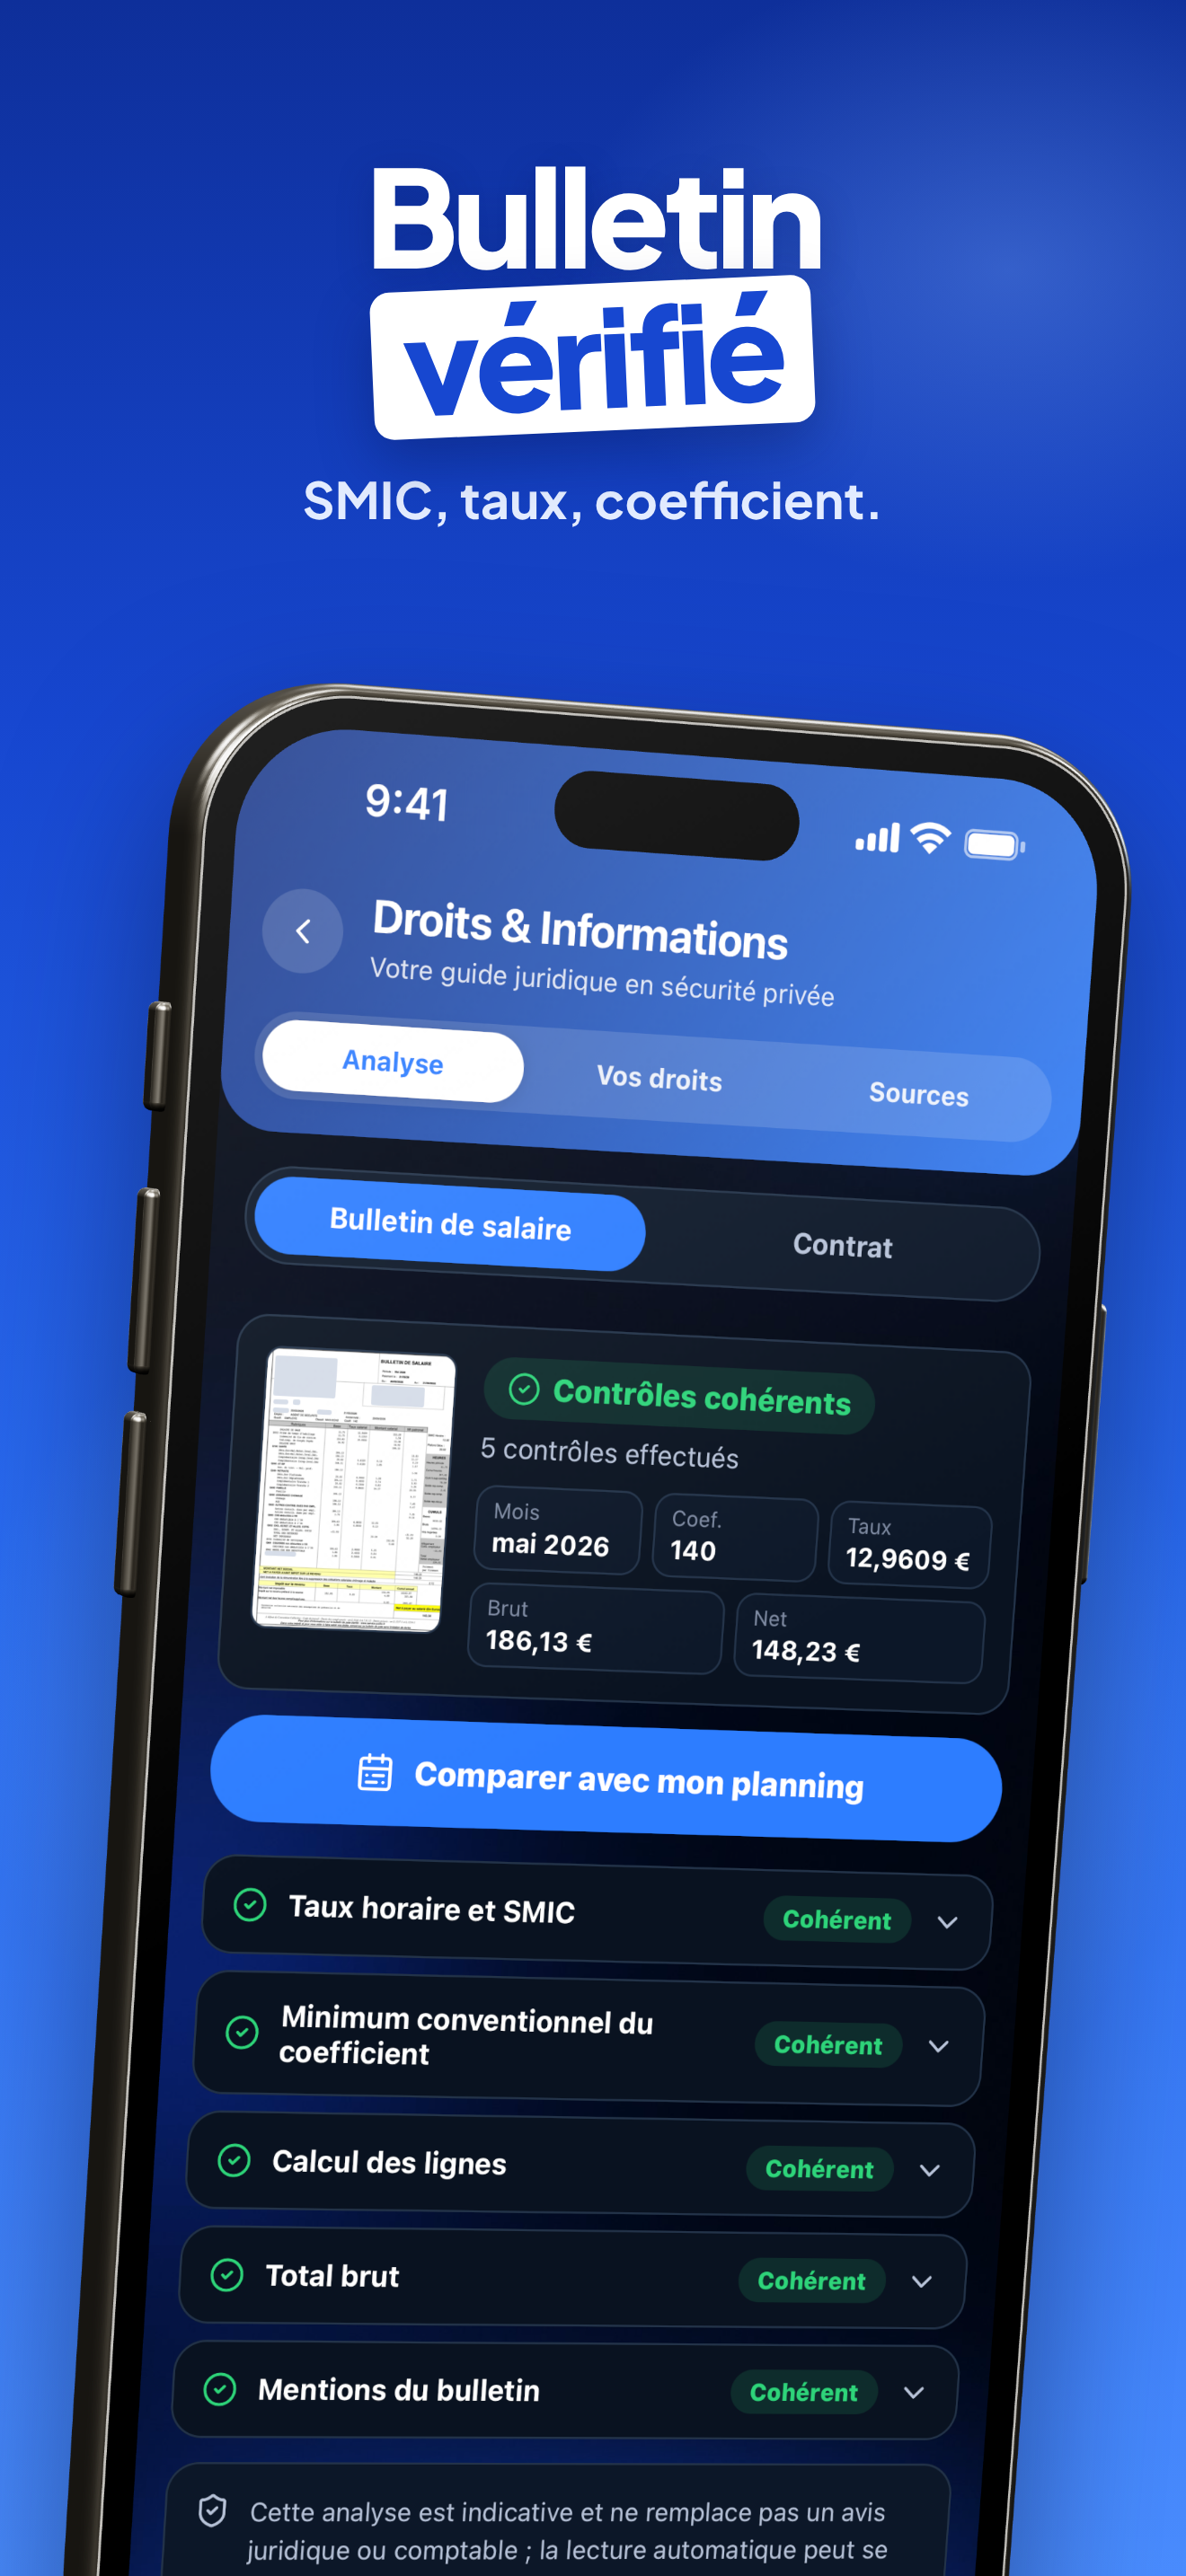 Bulletin
vérifié
SMIC, taux, coefficient.
9:41
Droits & Informations
Votre guide juridique en sécurité privée
Analyse
Vos droits
Sources
Bulletin de salaire
Contrat
BULLETIN DE SALAIRE
Contrôles cohérents
5 contrôles effectués
Mois
mai 2026
Coef.
140
Taux
12,9609 €
Brut
186,13 €
Net
148,23 €
Comparer avec mon planning
Taux horaire et SMIC
Cohérent
Minimum conventionnel du
coefficient
Cohérent
Calcul des lignes
Cohérent
Total brut
Cohérent
Mentions du bulletin
Cohérent
Cette analyse est indicative et ne remplace pas un avis
juridique ou comptable ; la lecture automatique peut se